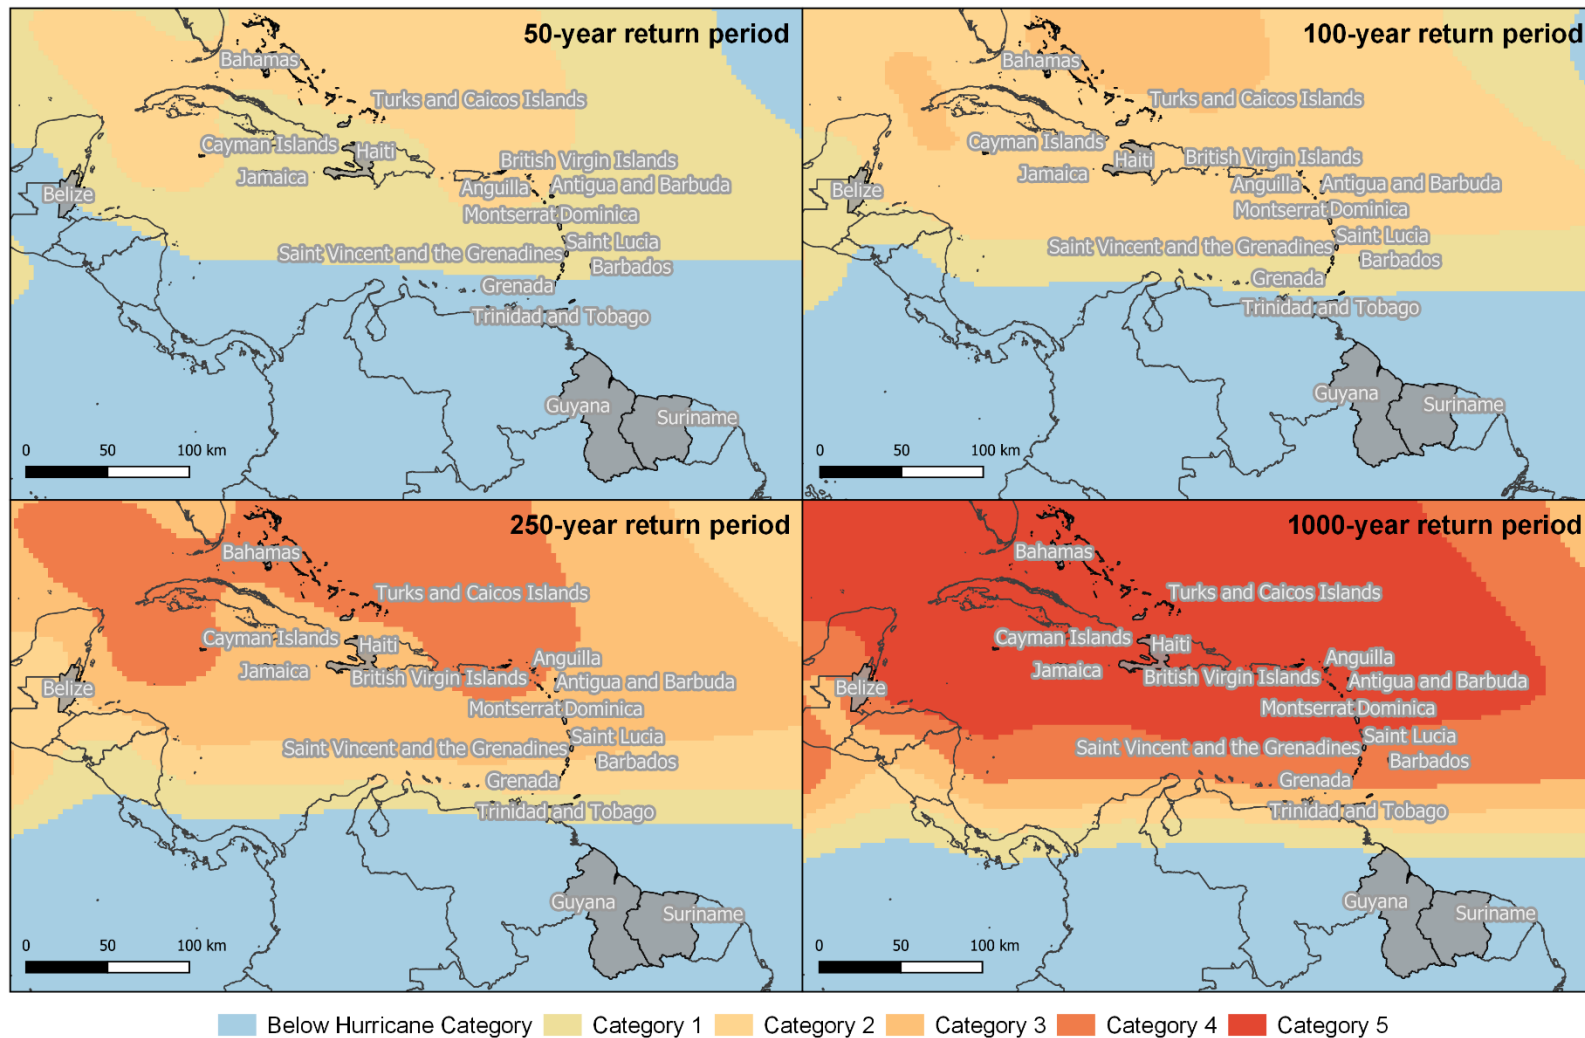 50-year return period
Bahamas
Turks and Caicos Islands
Cayman Islands
Haiti
British Virgin Islands
Jamaica
Anguilla
Antigua and Barbuda
Belize
Montserrat
Dominica
Saint Lucia
Saint Vincent and the Grenadines
Barbados
Grenada
Trinidad and Tobago
Guyana
Suriname
0 50 100 km
100-year return period
Bahamas
Turks and Caicos Islands
Cayman Islands
Haiti
British Virgin Islands
Jamaica
Anguilla
Antigua and Barbuda
Belize
Montserrat
Dominica
Saint Lucia
Saint Vincent and the Grenadines
Barbados
Grenada
Trinidad and Tobago
Guyana
Suriname
0 50 100 km
250-year return period
Bahamas
Turks and Caicos Islands
Cayman Islands
Haiti
Anguilla
Jamaica
British Virgin Islands
Antigua and Barbuda
Belize
Montserrat
Dominica
Saint Lucia
Saint Vincent and the Grenadines
Barbados
Grenada
Trinidad and Tobago
Guyana
Suriname
0 50 100 km
1000-year return period
Bahamas
Turks and Caicos Islands
Cayman Islands
Haiti
Anguilla
Jamaica
British Virgin Islands
Antigua and Barbuda
Belize
Montserrat
Dominica
Saint Lucia
Saint Vincent and the Grenadines
Barbados
Grenada
Trinidad and Tobago
Guyana
Suriname
0 50 100 km
Below Hurricane Category Category 1 Category 2 Category 3 Category 4 Category 5